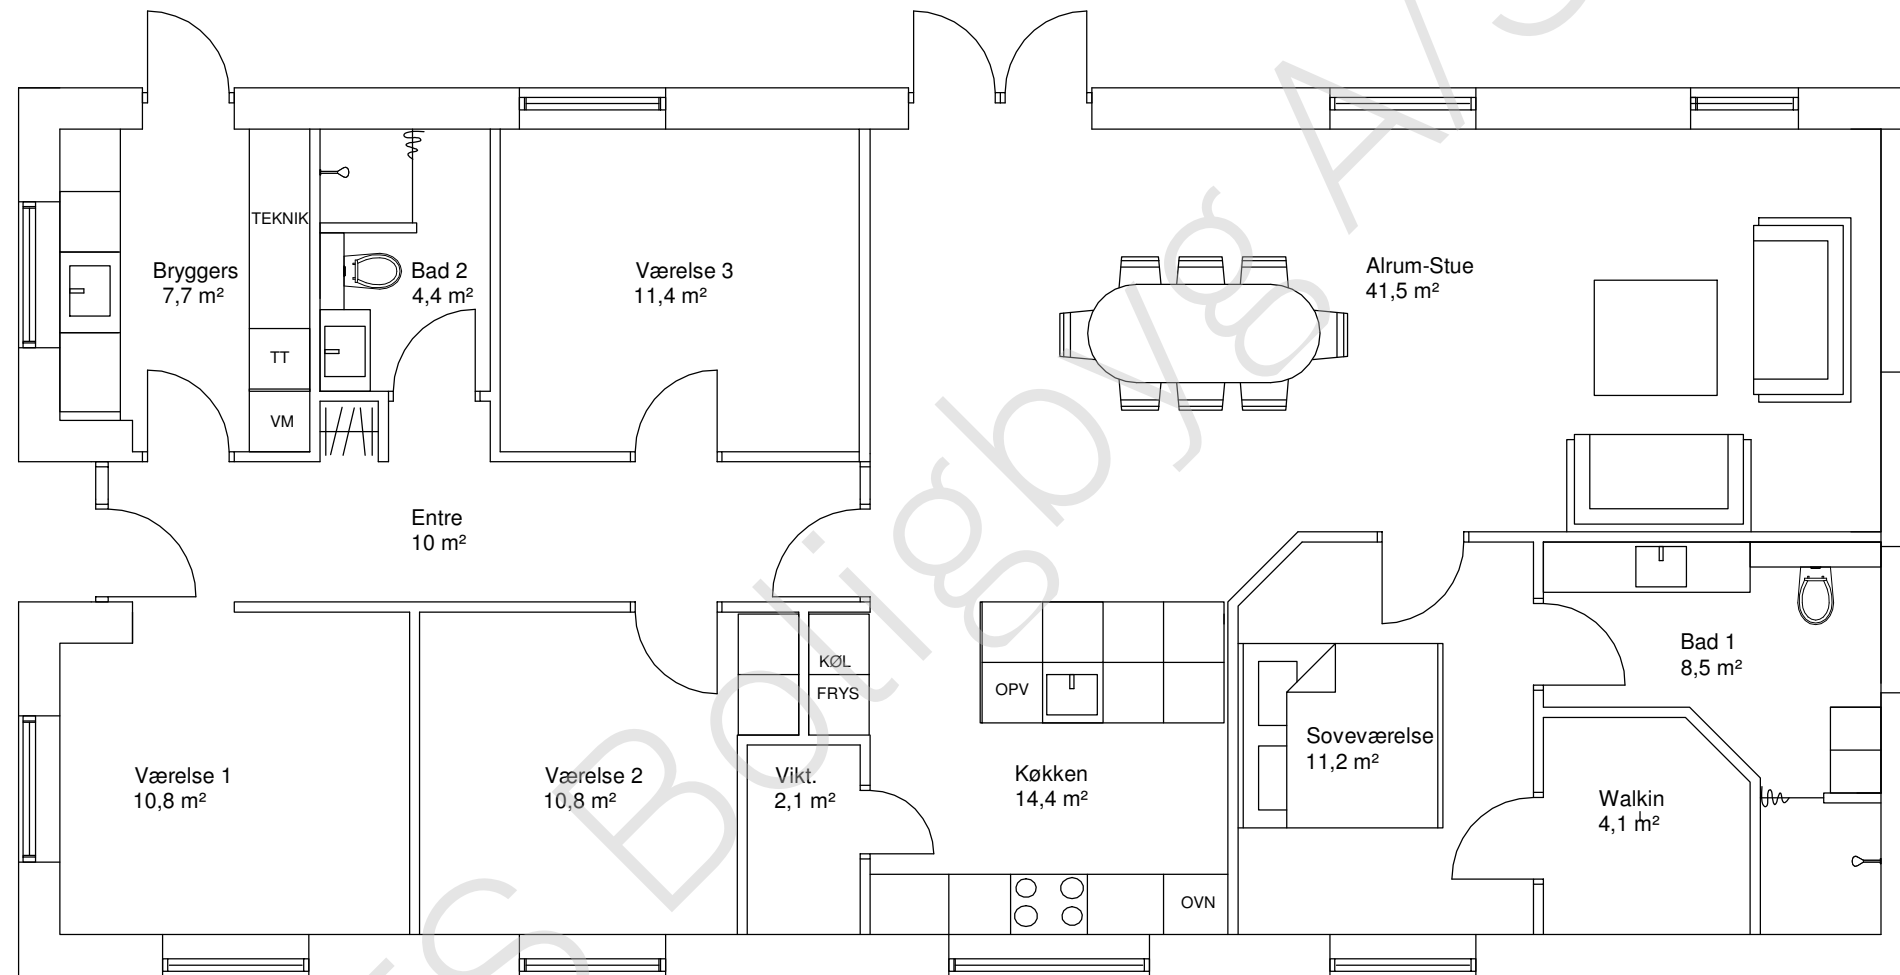 TEKNIK
Bryggers
7,7 m²
Bad 2
4,4 m²
Værelse 3
11,4 m²
Alrum-Stue
41,5 m²
TT
VM
Entre
10 m²
KØL
FRYS
OPV
Bad 1
8,5 m²
Soveværelse
11,2 m²
Værelse 1
10,8 m²
Værelse 2
10,8 m²
Vikt.
2,1 m²
Køkken
14,4 m²
Walkin
4,1 m²
OVN
S Boligbyg A/S